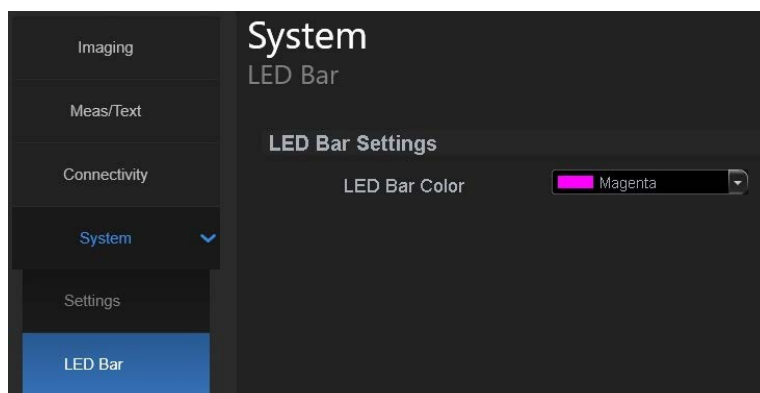 Imaging
Meas/Text
Connectivity
System
Settings
LED Bar
System
LED Bar
LED Bar Settings
LED Bar Color Magenta